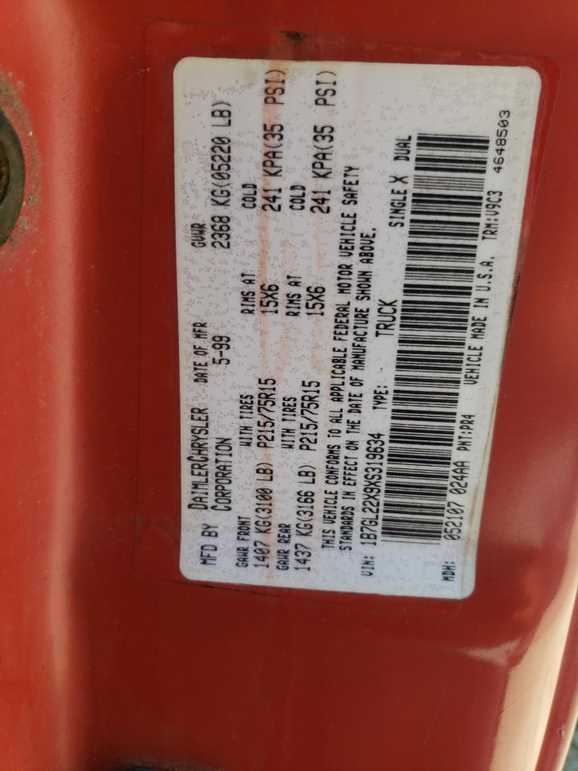 MFD BY DAIMLERCHRYSLER CORPORATION DATE OF MFR 5-99 GVWR 2368 KG(05220 LB)
GAWR FRONT WITH TIRES RIMS AT COLD
1407 KG(3100 LB) P215/75R15 15X6 241 KPA(35 PSI)
GAWR REAR WITH TIRES RIMS AT COLD
1437 KG(3166 LB) P215/75R15 15X6 241 KPA(35 PSI)
THIS VEHICLE CONFORMS TO ALL APPLICABLE FEDERAL MOTOR VEHICLE SAFETY
STANDARDS IN EFFECT ON THE DATE OF MANUFACTURE SHOWN ABOVE.
VIN: 1B7GL22X9XS319634 TYPE: TRUCK SINGLE X DUAL
MDH: 052107 024AA PNT:PR4 VEHICLE MADE IN U.S.A. TRM:V9C3
4648503